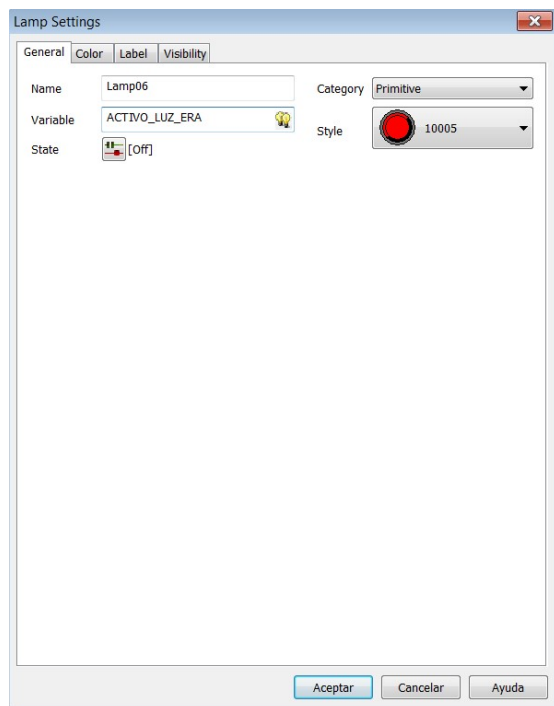 Lamp Settings
General Color Label Visibility
Name Lamp06 Category Primitive
Variable ACTIVO_LUZ_ERA Style 10005
State [Off]
Aceptar Cancelar Ayuda